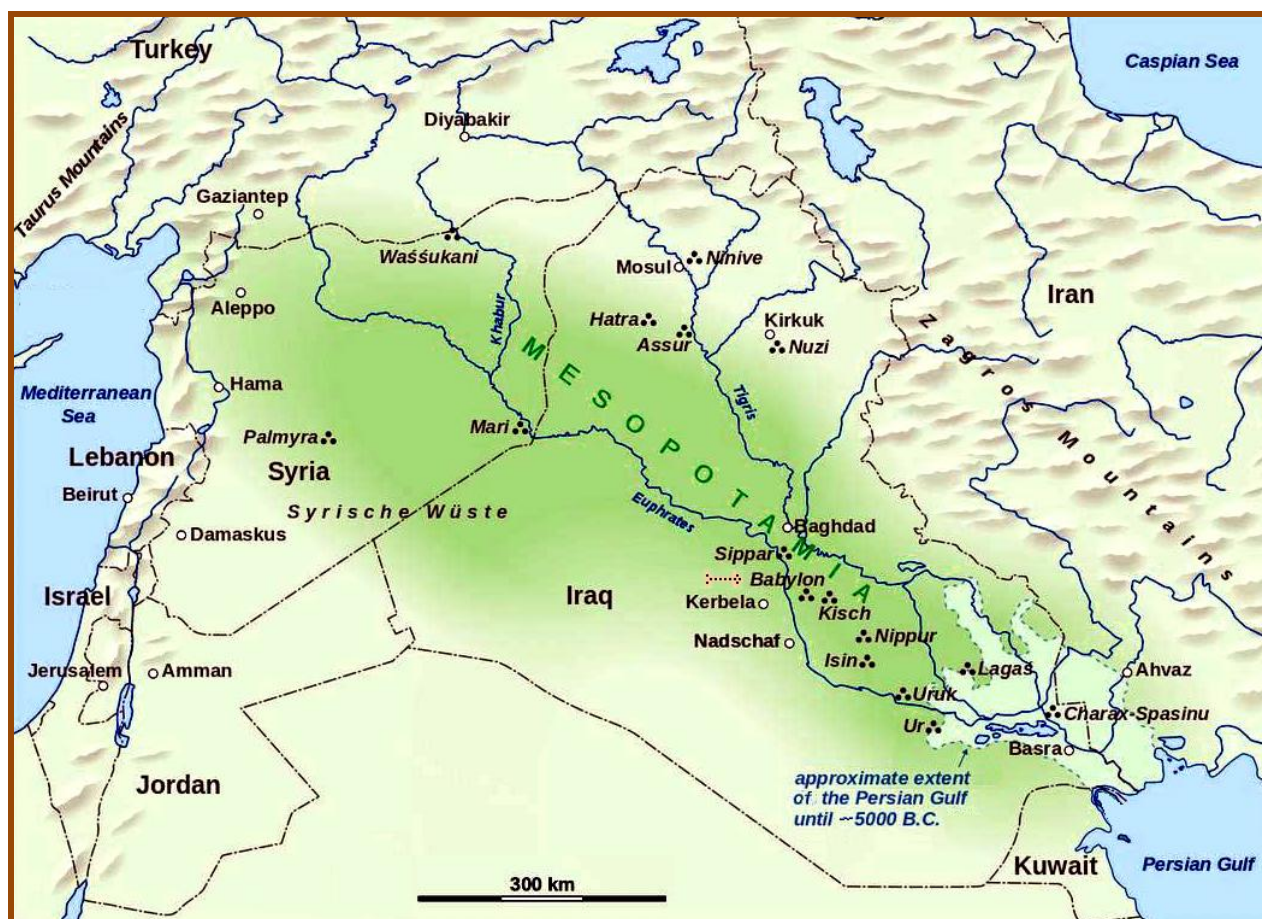 Turkey
Caspian Sea
Diyabakir
Taurus Mountains
Gaziantep
Waśśukani
Mosul
Ninive
Iran
Aleppo
Khabur
Hatra
Assur
Kirkuk
Nuzi
Zagros Mountains
MESOPOTAMIA
Mediterranean
Sea
Hama
Tigris
Palmyra
Mari
Lebanon
Syria
Beirut
Syrische Wüste
Euphrates
Baghdad
Damaskus
Sippar
Babylon
Israel
Iraq
Kerbela
Kisch
Nadschaf
Nippur
Jerusalem
Amman
Isin
Lagaś
Ahvaz
Uruk
Ur
Charax-Spasinu
Basra
Jordan
approximate extent
of the Persian Gulf
until ~5000 B.C.
Kuwait
Persian Gulf
300 km